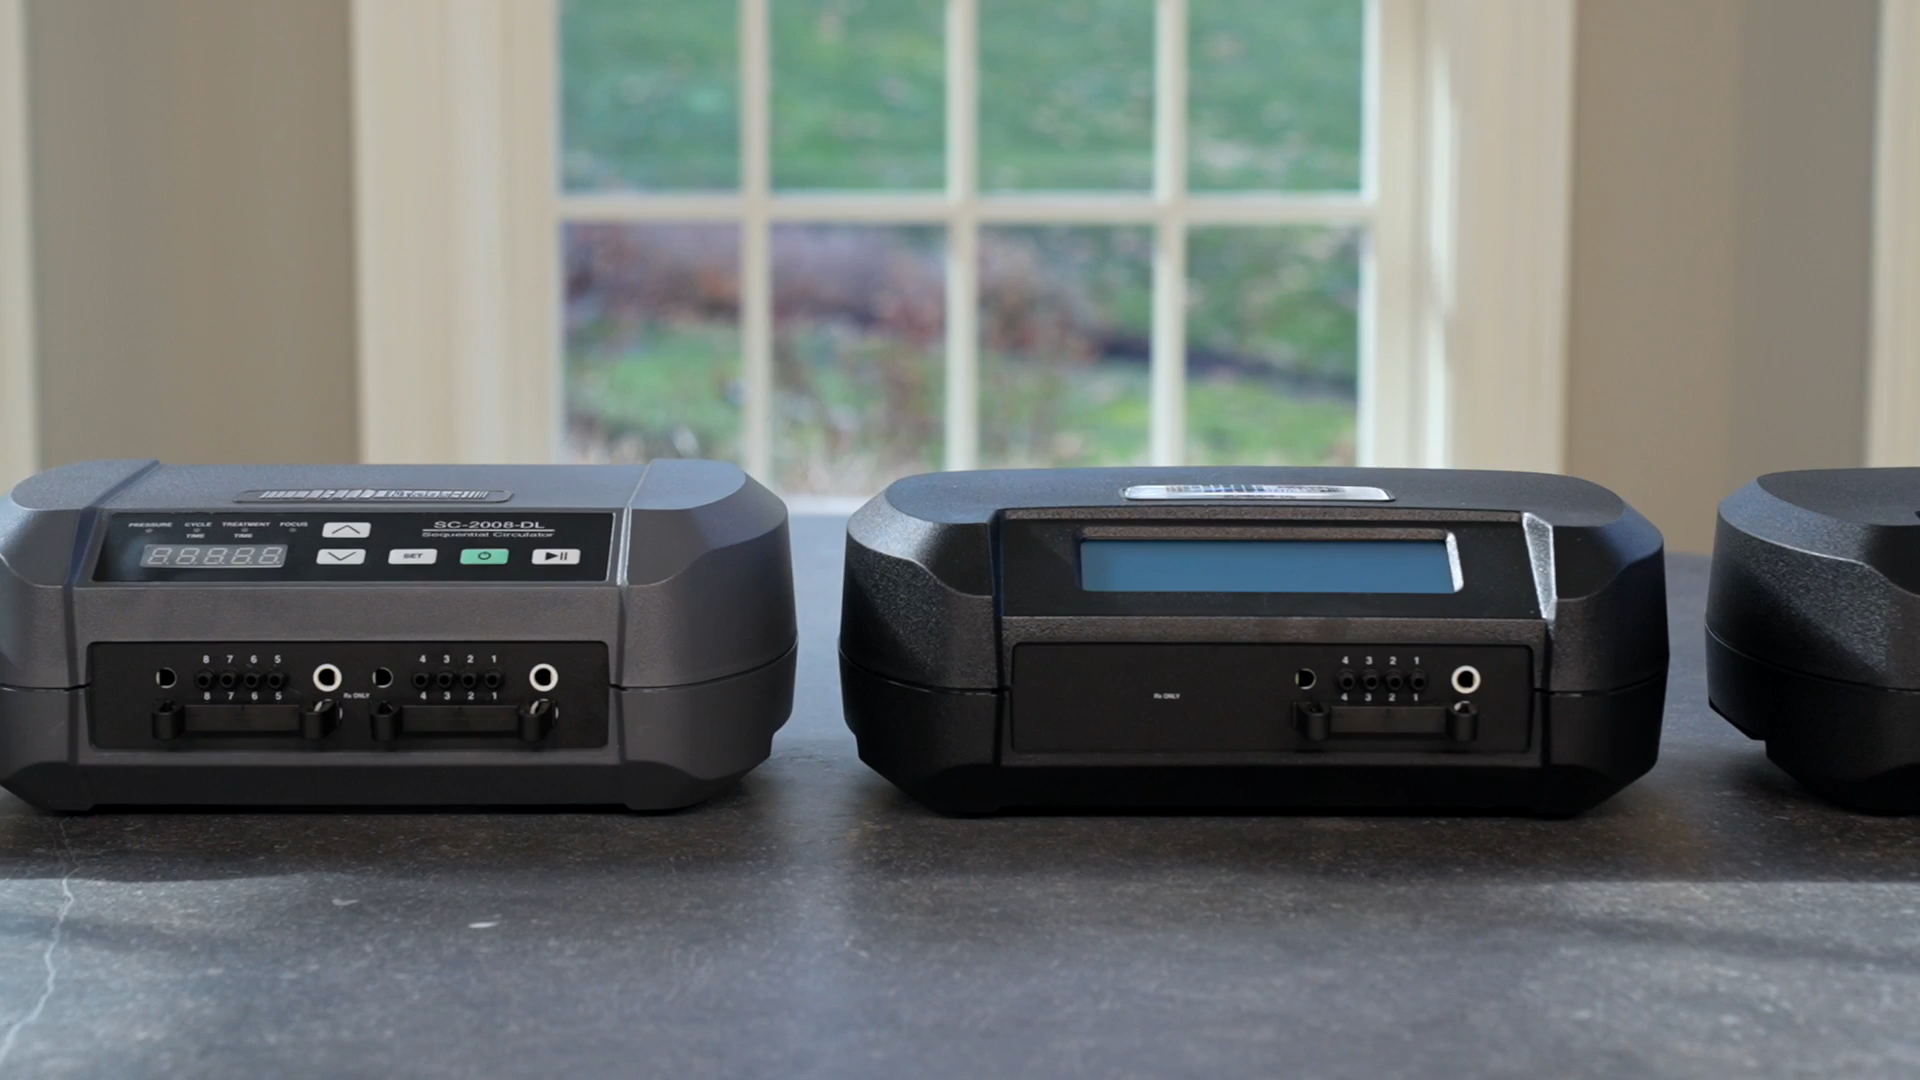 PRESSURE CYCLE TIME TREATMENT TIME FOCUS
SC-2008-DL
Sequential Circulator
SET
8 7 6 5
8 7 6 5
Rx ONLY
4 3 2 1
4 3 2 1
Rx ONLY
4 3 2 1
4 3 2 1